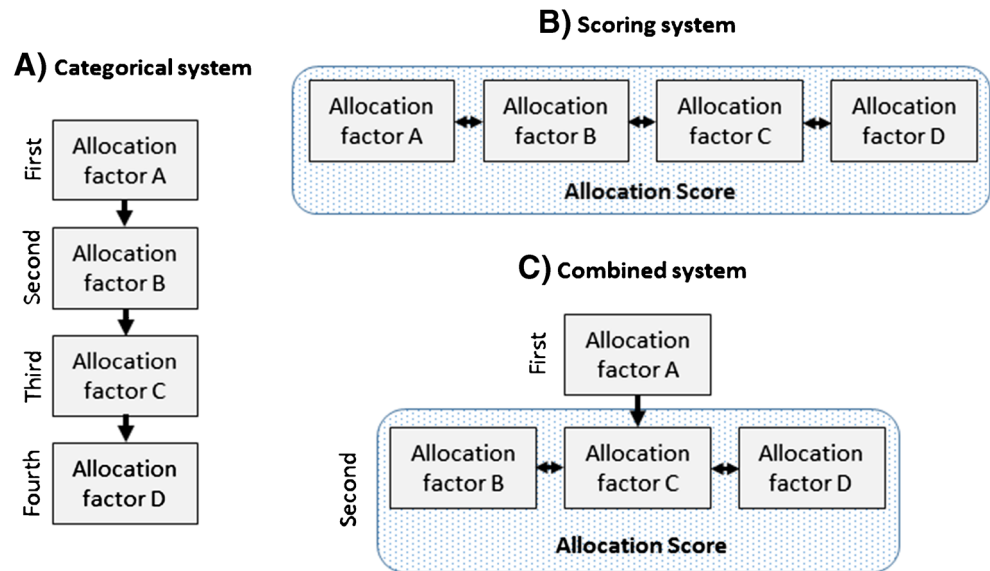 A) Categorical system
First
Allocation
factor A
Second
Allocation
factor B
Third
Allocation
factor C
Fourth
Allocation
factor D
B) Scoring system
Allocation
factor A
Allocation
factor B
Allocation
factor C
Allocation
factor D
Allocation Score
C) Combined system
First
Allocation
factor A
Second
Allocation
factor B
Allocation
factor C
Allocation
factor D
Allocation Score